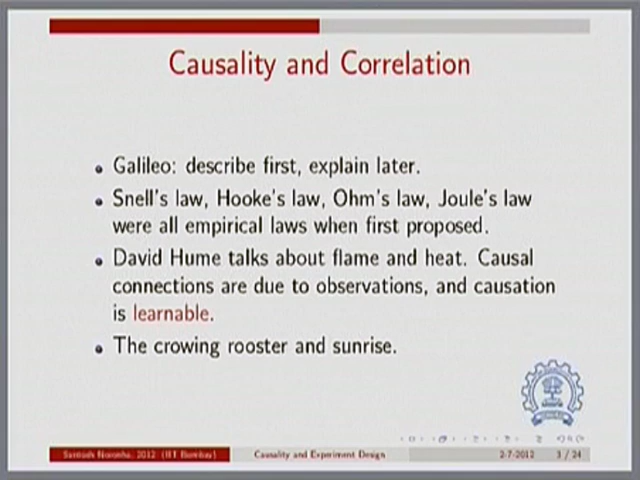 Causality and Correlation
Galileo: describe first, explain later.
Snell's law, Hooke's law, Ohm's law, Joule's law
were all empirical laws when first proposed.
David Hume talks about flame and heat. Causal
connections are due to observations, and causation
is learnable.
The crowing rooster and sunrise.
Santosh Noronha, 2012 (IIT Bombay) Causality and Experiment Design 2-7-2012 3 / 24